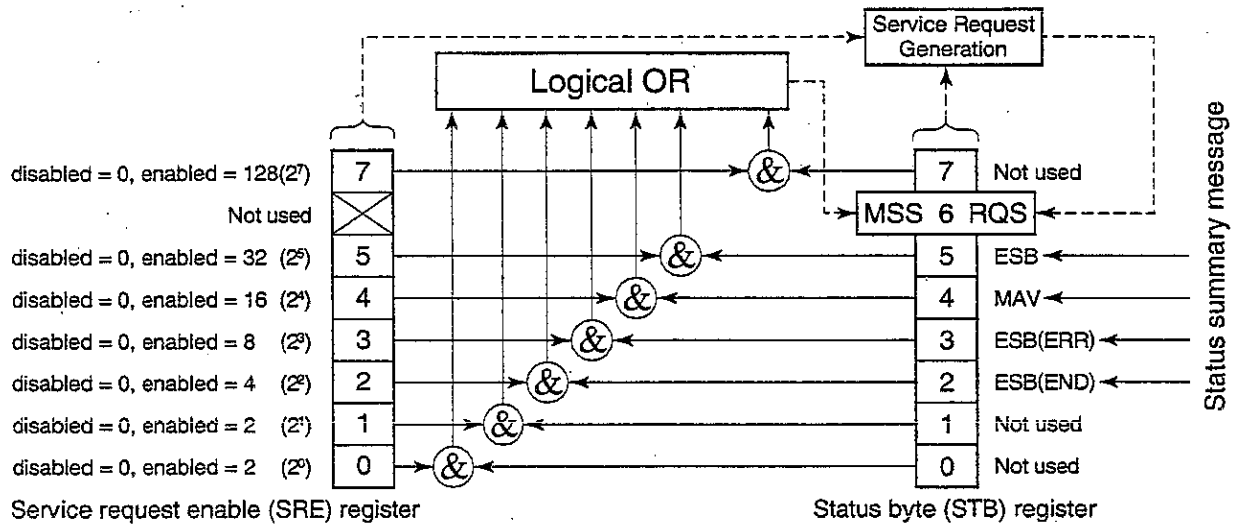 Service Request
Generation
Logical OR
disabled = 0, enabled = 128(2⁷) 7 & 7 Not used
Not used MSS 6 RQS
disabled = 0, enabled = 32 (2⁵) 5 & 5 ESB
disabled = 0, enabled = 16 (2⁴) 4 & 4 MAV
disabled = 0, enabled = 8 (2³) 3 & 3 ESB(ERR)
disabled = 0, enabled = 4 (2²) 2 & 2 ESB(END)
disabled = 0, enabled = 2 (2¹) 1 & 1 Not used
disabled = 0, enabled = 2 (2⁰) 0 & 0 Not used
Service request enable (SRE) register Status byte (STB) register
Status summary message